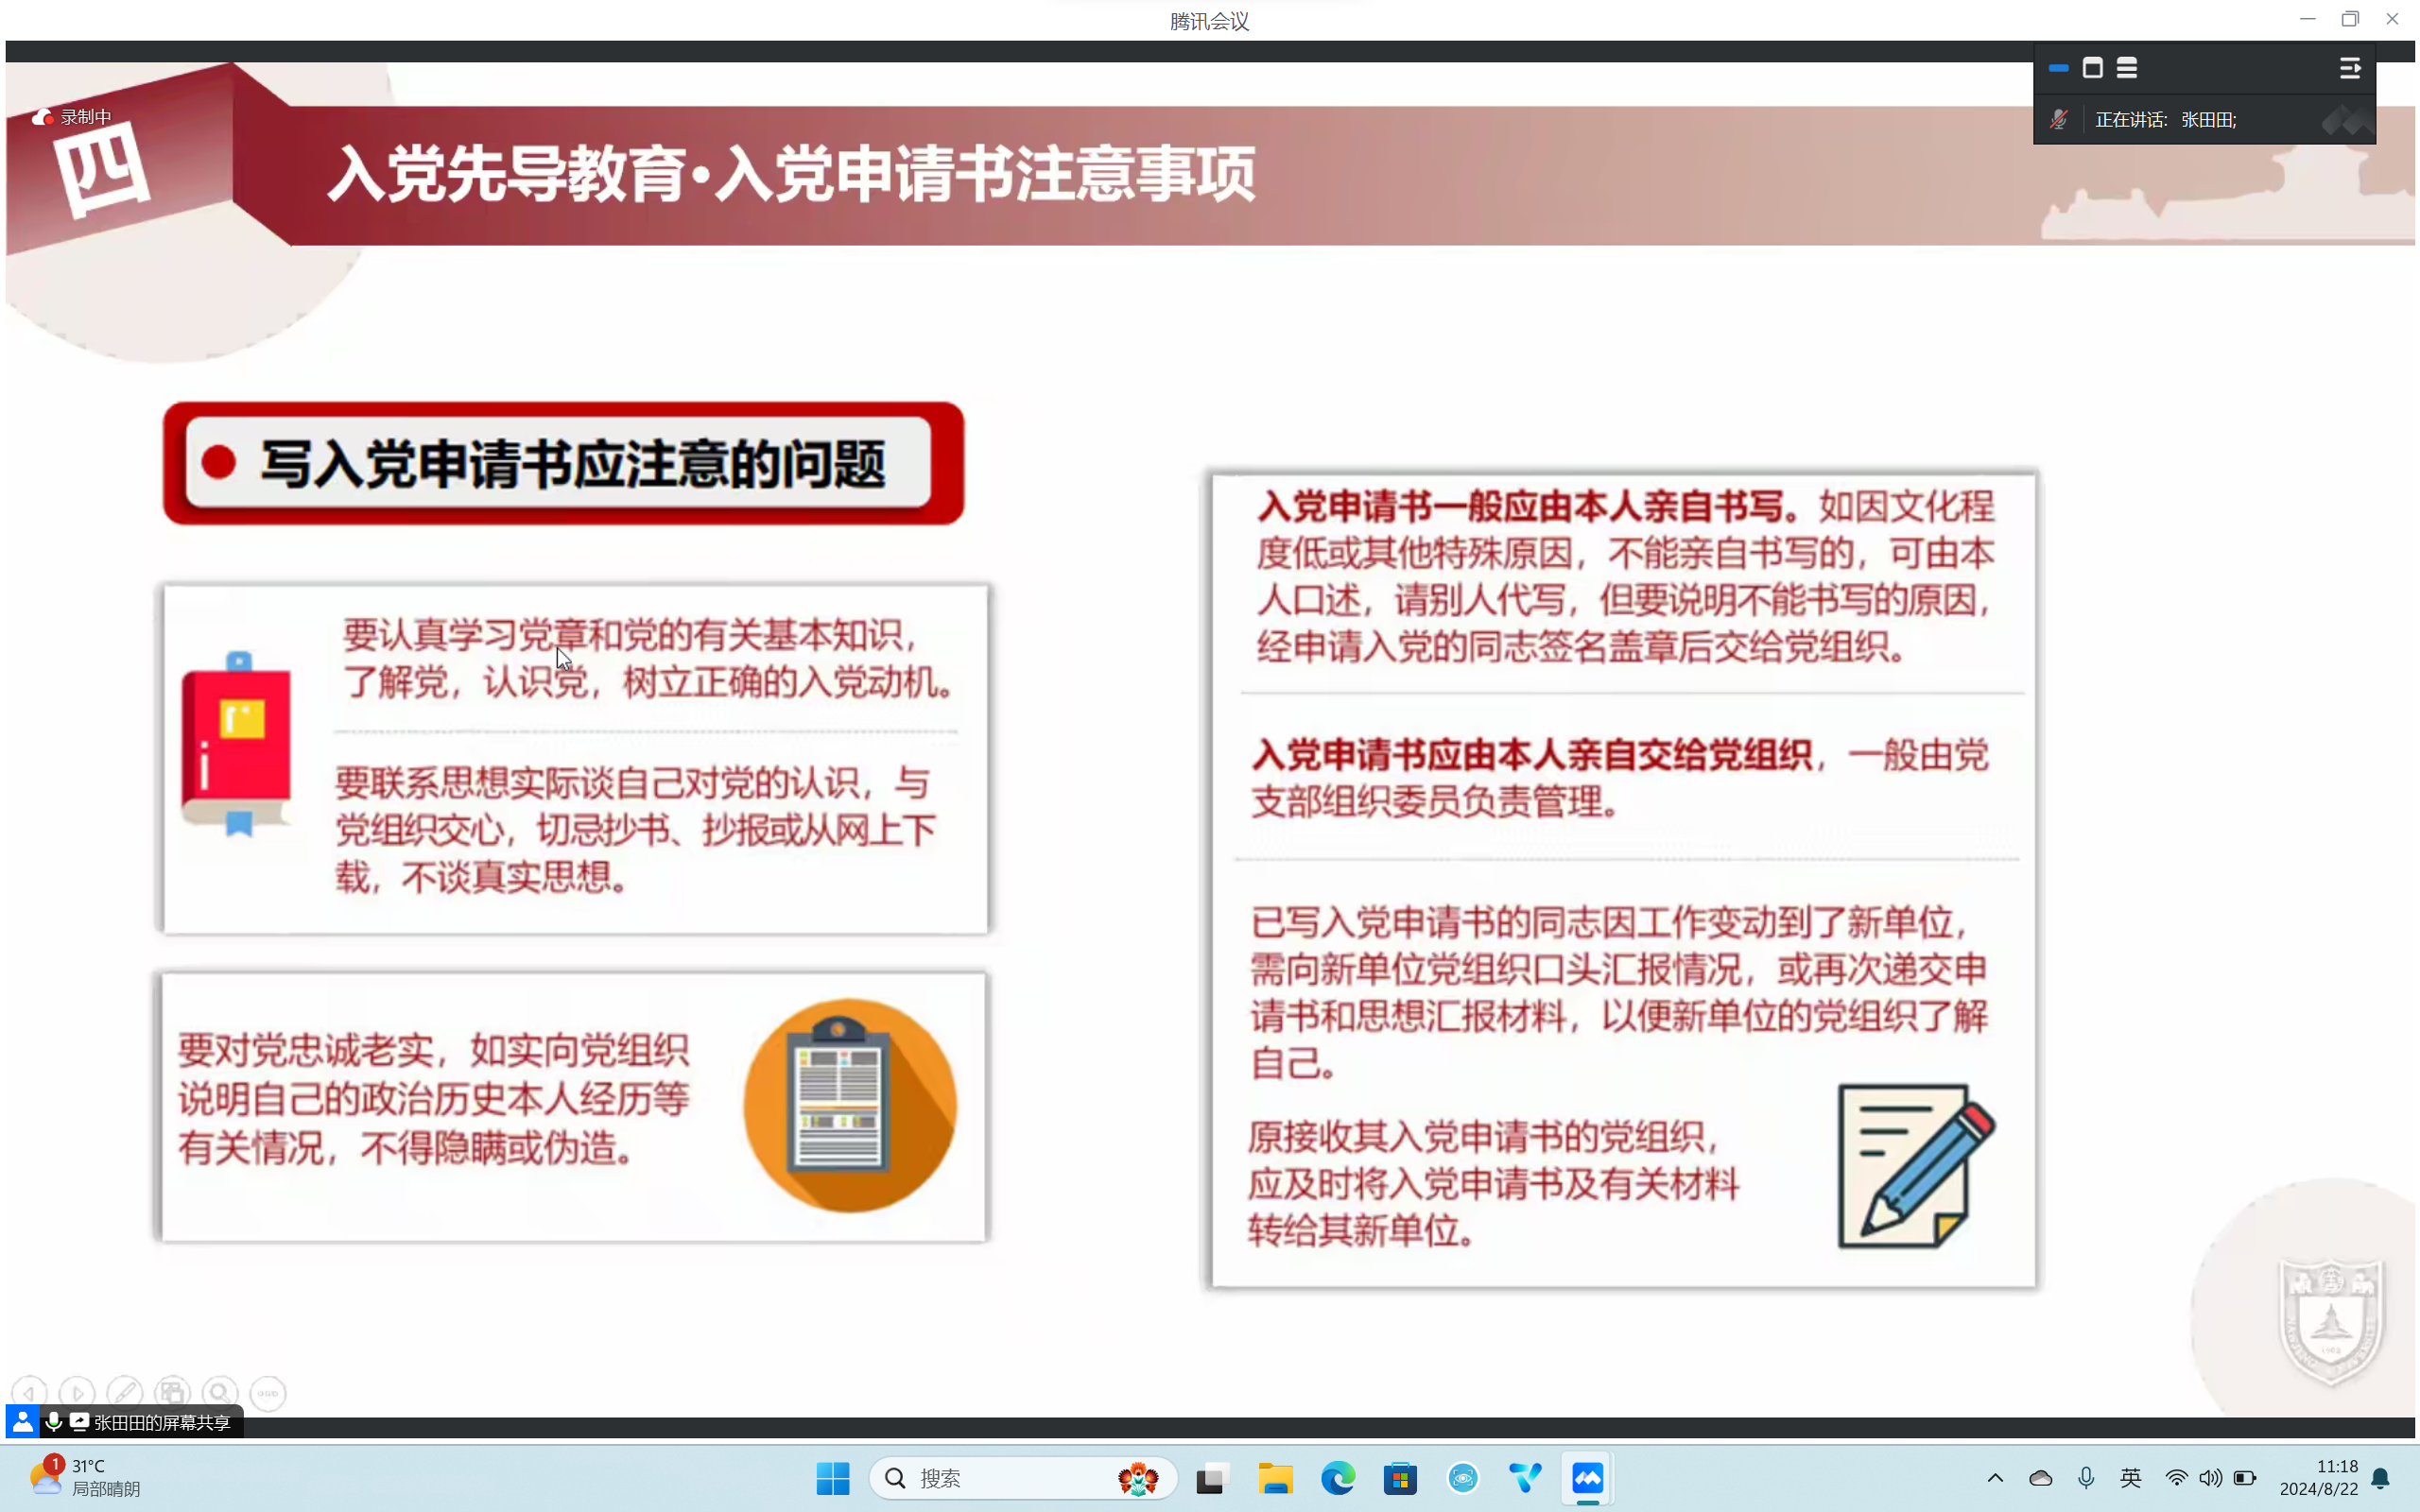 腾讯会议
录制中
正在讲话: 张田田;
四
入党先导教育·入党申请书注意事项
写入党申请书应注意的问题
要认真学习党章和党的有关基本知识，
了解党，认识党，树立正确的入党动机。
要联系思想实际谈自己对党的认识，与
党组织交心，切忌抄书、抄报或从网上下
载，不谈真实思想。
要对党忠诚老实，如实向党组织
说明自己的政治历史本人经历等
有关情况，不得隐瞒或伪造。
入党申请书一般应由本人亲自书写。如因文化程
度低或其他特殊原因，不能亲自书写的，可由本
人口述，请别人代写，但要说明不能书写的原因，
经申请入党的同志签名盖章后交给党组织。
入党申请书应由本人亲自交给党组织，一般由党
支部组织委员负责管理。
已写入党申请书的同志因工作变动到了新单位，
需向新单位党组织口头汇报情况，或再次递交申
请书和思想汇报材料，以便新单位的党组织了解
自己。
原接收其入党申请书的党组织，
应及时将入党申请书及有关材料
转给其新单位。
1902
张田田的屏幕共享
1
31°C
局部晴朗
搜索
英
11:18
2024/8/22